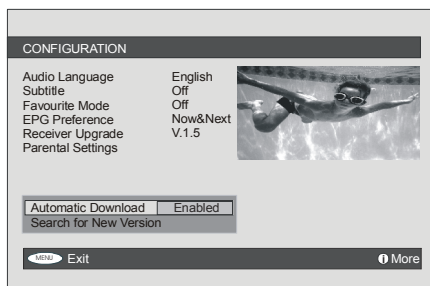 CONFIGURATION
Audio Language English
Subtitle Off
Favourite Mode Off
EPG Preference Now&Next
Receiver Upgrade V.1.5
Parental Settings
Automatic Download Enabled
Search for New Version
MENU Exit i More